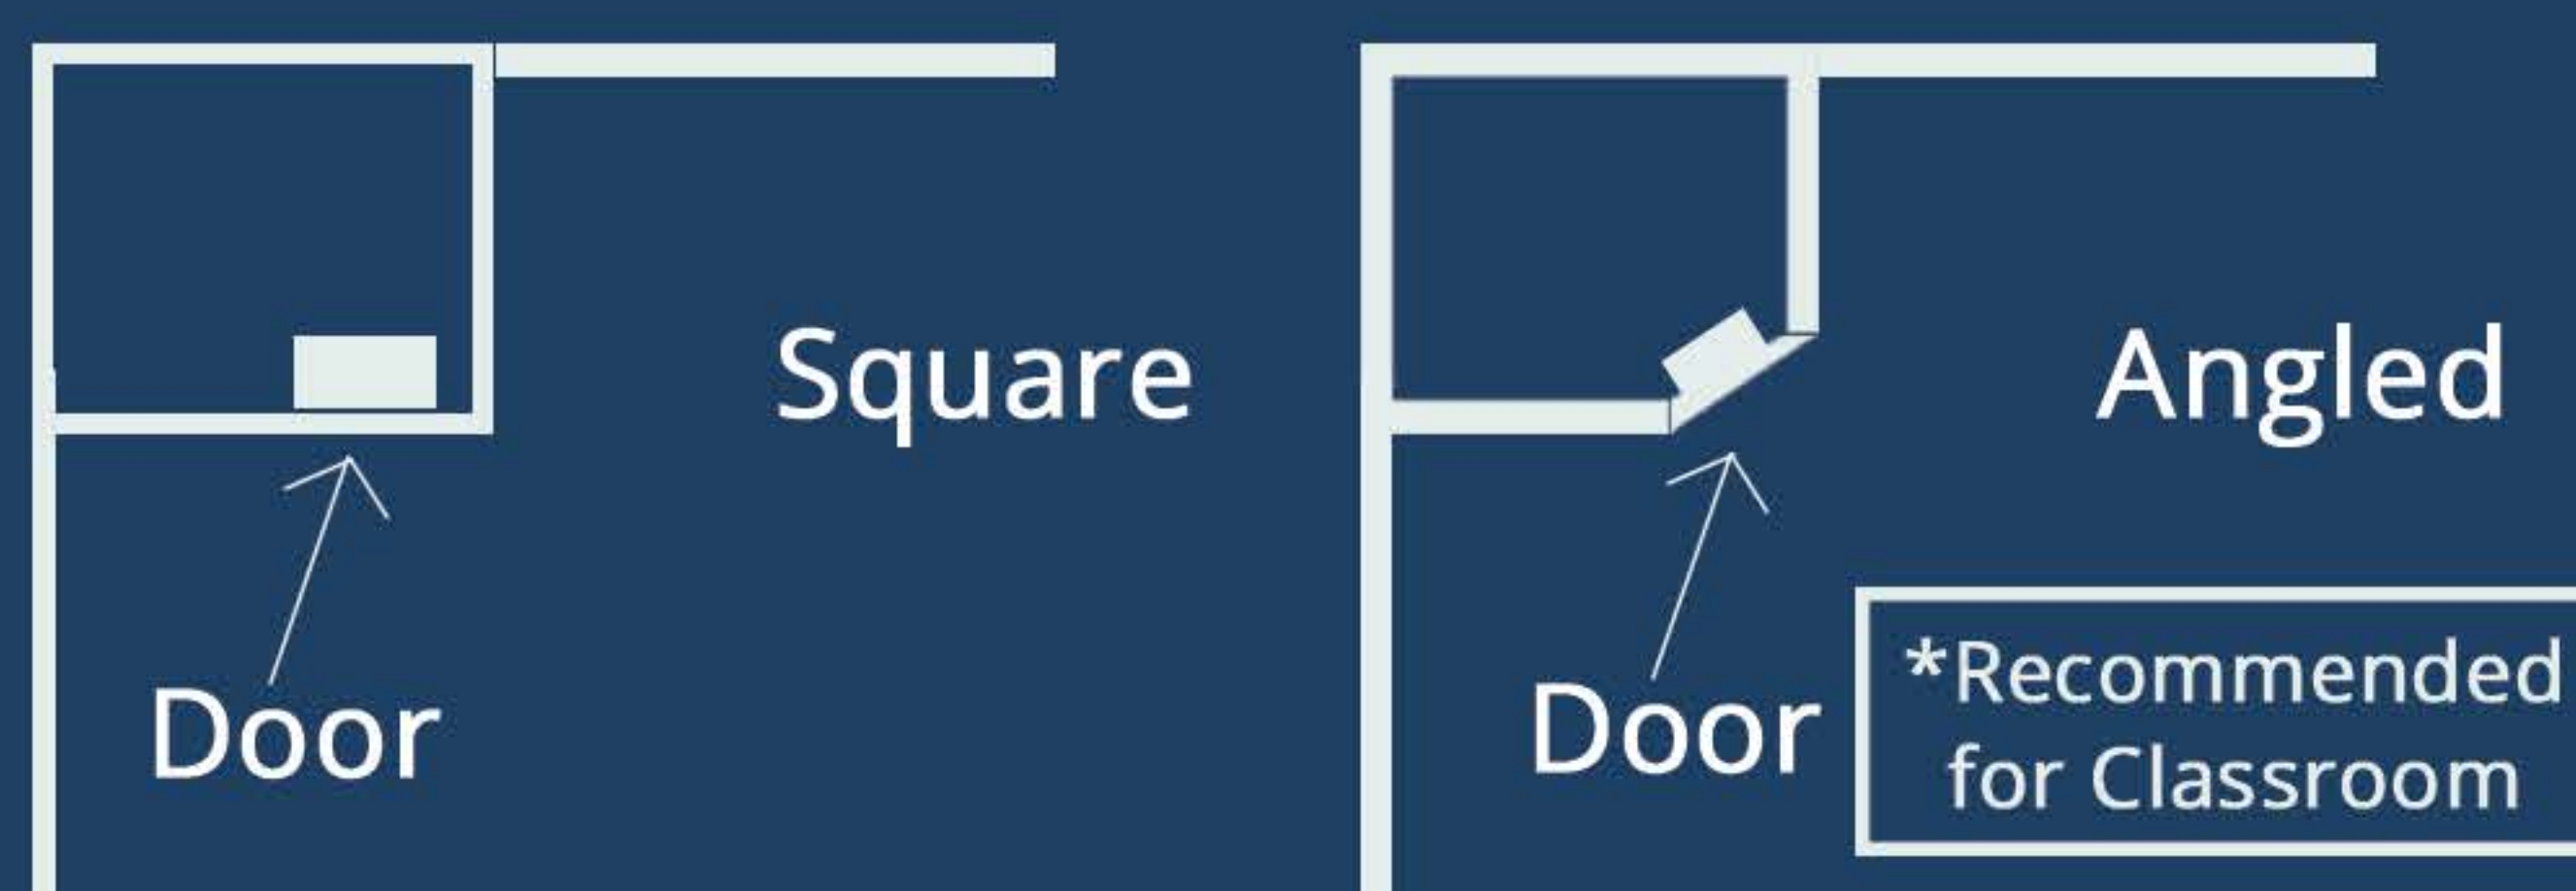 Square
Door
Angled
Door
*Recommended
for Classroom